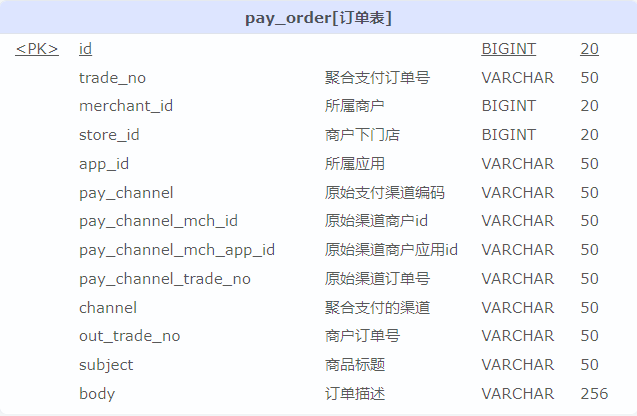 pay_order[订单表]
<PK> id BIGINT 20
trade_no 聚合支付订单号 VARCHAR 50
merchant_id 所属商户 BIGINT 20
store_id 商户下门店 BIGINT 20
app_id 所属应用 VARCHAR 50
pay_channel 原始支付渠道编码 VARCHAR 50
pay_channel_mch_id 原始渠道商户id VARCHAR 50
pay_channel_mch_app_id 原始渠道商户应用id VARCHAR 50
pay_channel_trade_no 原始渠道订单号 VARCHAR 50
channel 聚合支付的渠道 VARCHAR 50
out_trade_no 商户订单号 VARCHAR 50
subject 商品标题 VARCHAR 50
body 订单描述 VARCHAR 256